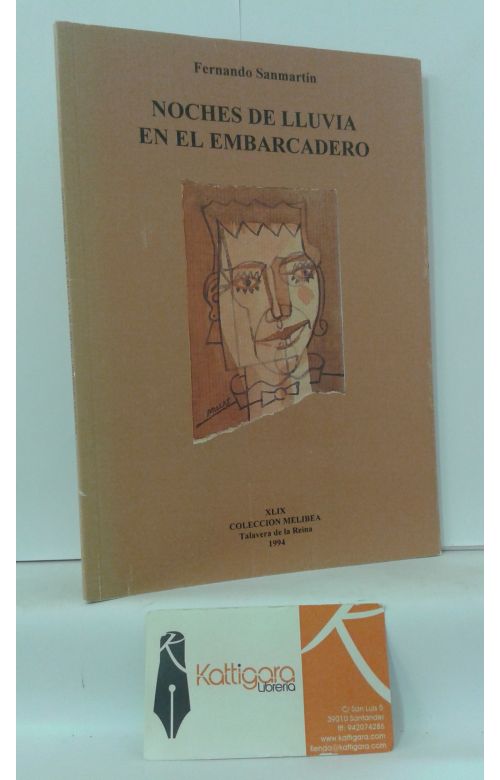 Fernando Sanmartín
NOCHES DE LLUVIA
EN EL EMBARCADERO
XLIX
COLECCION MELIBEA
Talavera de la Reina
1994
Kattigara
Librería
C/ San Luis 5
39010 Santander
tlf: 942074286
www.kattigara.com
tienda@kattigara.com